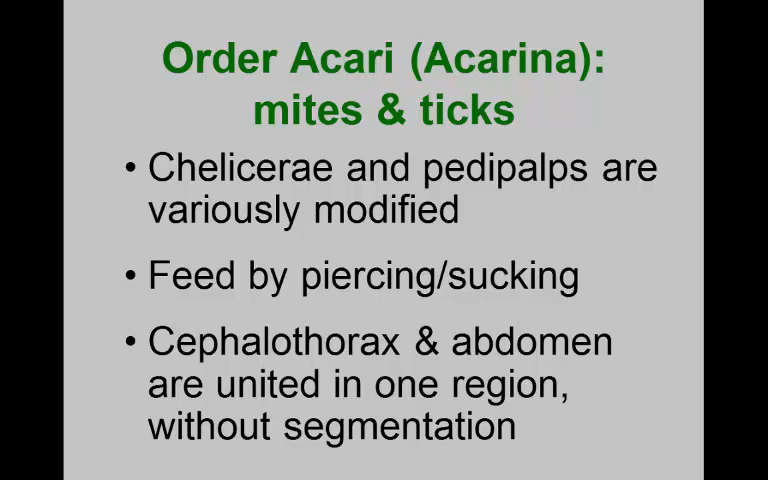 Order Acari (Acarina):
mites & ticks
• Chelicerae and pedipalps are
variously modified
• Feed by piercing/sucking
• Cephalothorax & abdomen
are united in one region,
without segmentation